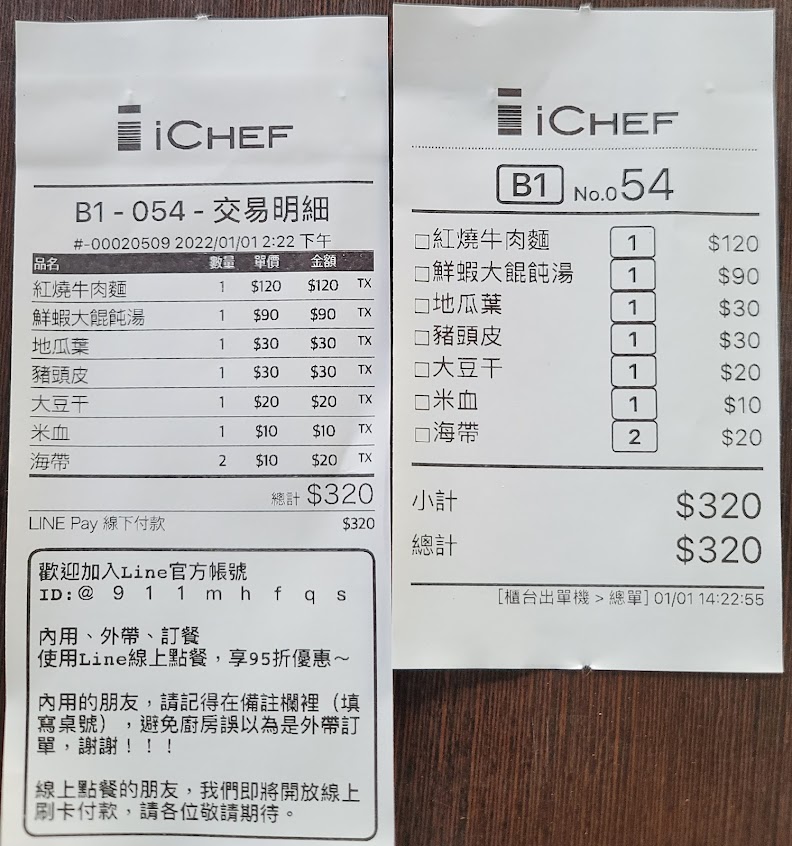 iCHEF
B1 - 054 - 交易明細
#-00020509 2022/01/01 2:22 下午
品名 數量 單價 金額
紅燒牛肉麵 1 $120 $120 TX
鮮蝦大餛飩湯 1 $90 $90 TX
地瓜葉 1 $30 $30 TX
豬頭皮 1 $30 $30 TX
大豆干 1 $20 $20 TX
米血 1 $10 $10 TX
海帶 2 $10 $20 TX
總計 $320
LINE Pay 線下付款 $320
歡迎加入Line官方帳號
ID:@ 9 1 1 m h f q s
內用、外帶、訂餐
使用Line線上點餐，享95折優惠～
內用的朋友，請記得在備註欄裡（填
寫桌號），避免廚房誤以為是外帶訂
單，謝謝！！！
線上點餐的朋友，我們即將開放線上
刷卡付款，請各位敬請期待。
iCHEF
B1 No.054
□紅燒牛肉麵 1 $120
□鮮蝦大餛飩湯 1 $90
□地瓜葉 1 $30
□豬頭皮 1 $30
□大豆干 1 $20
□米血 1 $10
□海帶 2 $20
小計 $320
總計 $320
[櫃台出單機 > 總單] 01/01 14:22:55